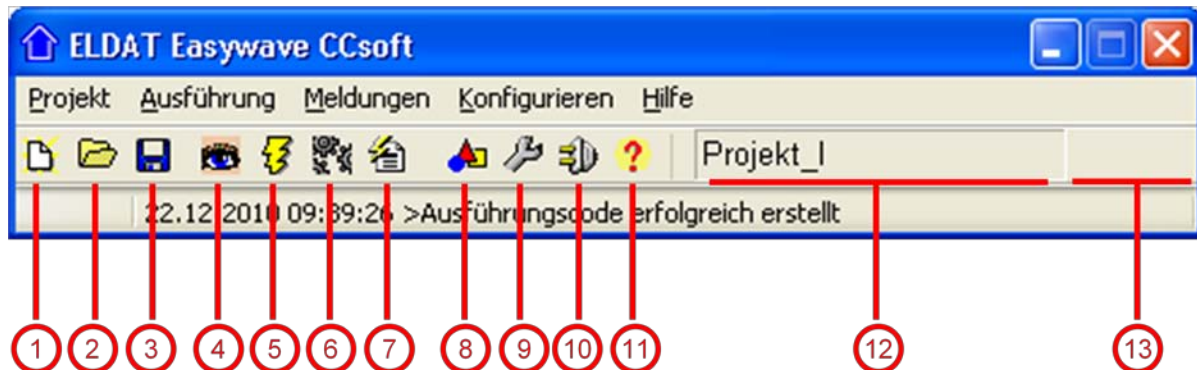 ELDAT Easywave CCsoft
Projekt Ausführung Meldungen Konfigurieren Hilfe
Projekt_I
22.12.2010 09:39:26 >Ausführungscode erfolgreich erstellt
1 2 3 4 5 6 7 8 9 10 11 12 13